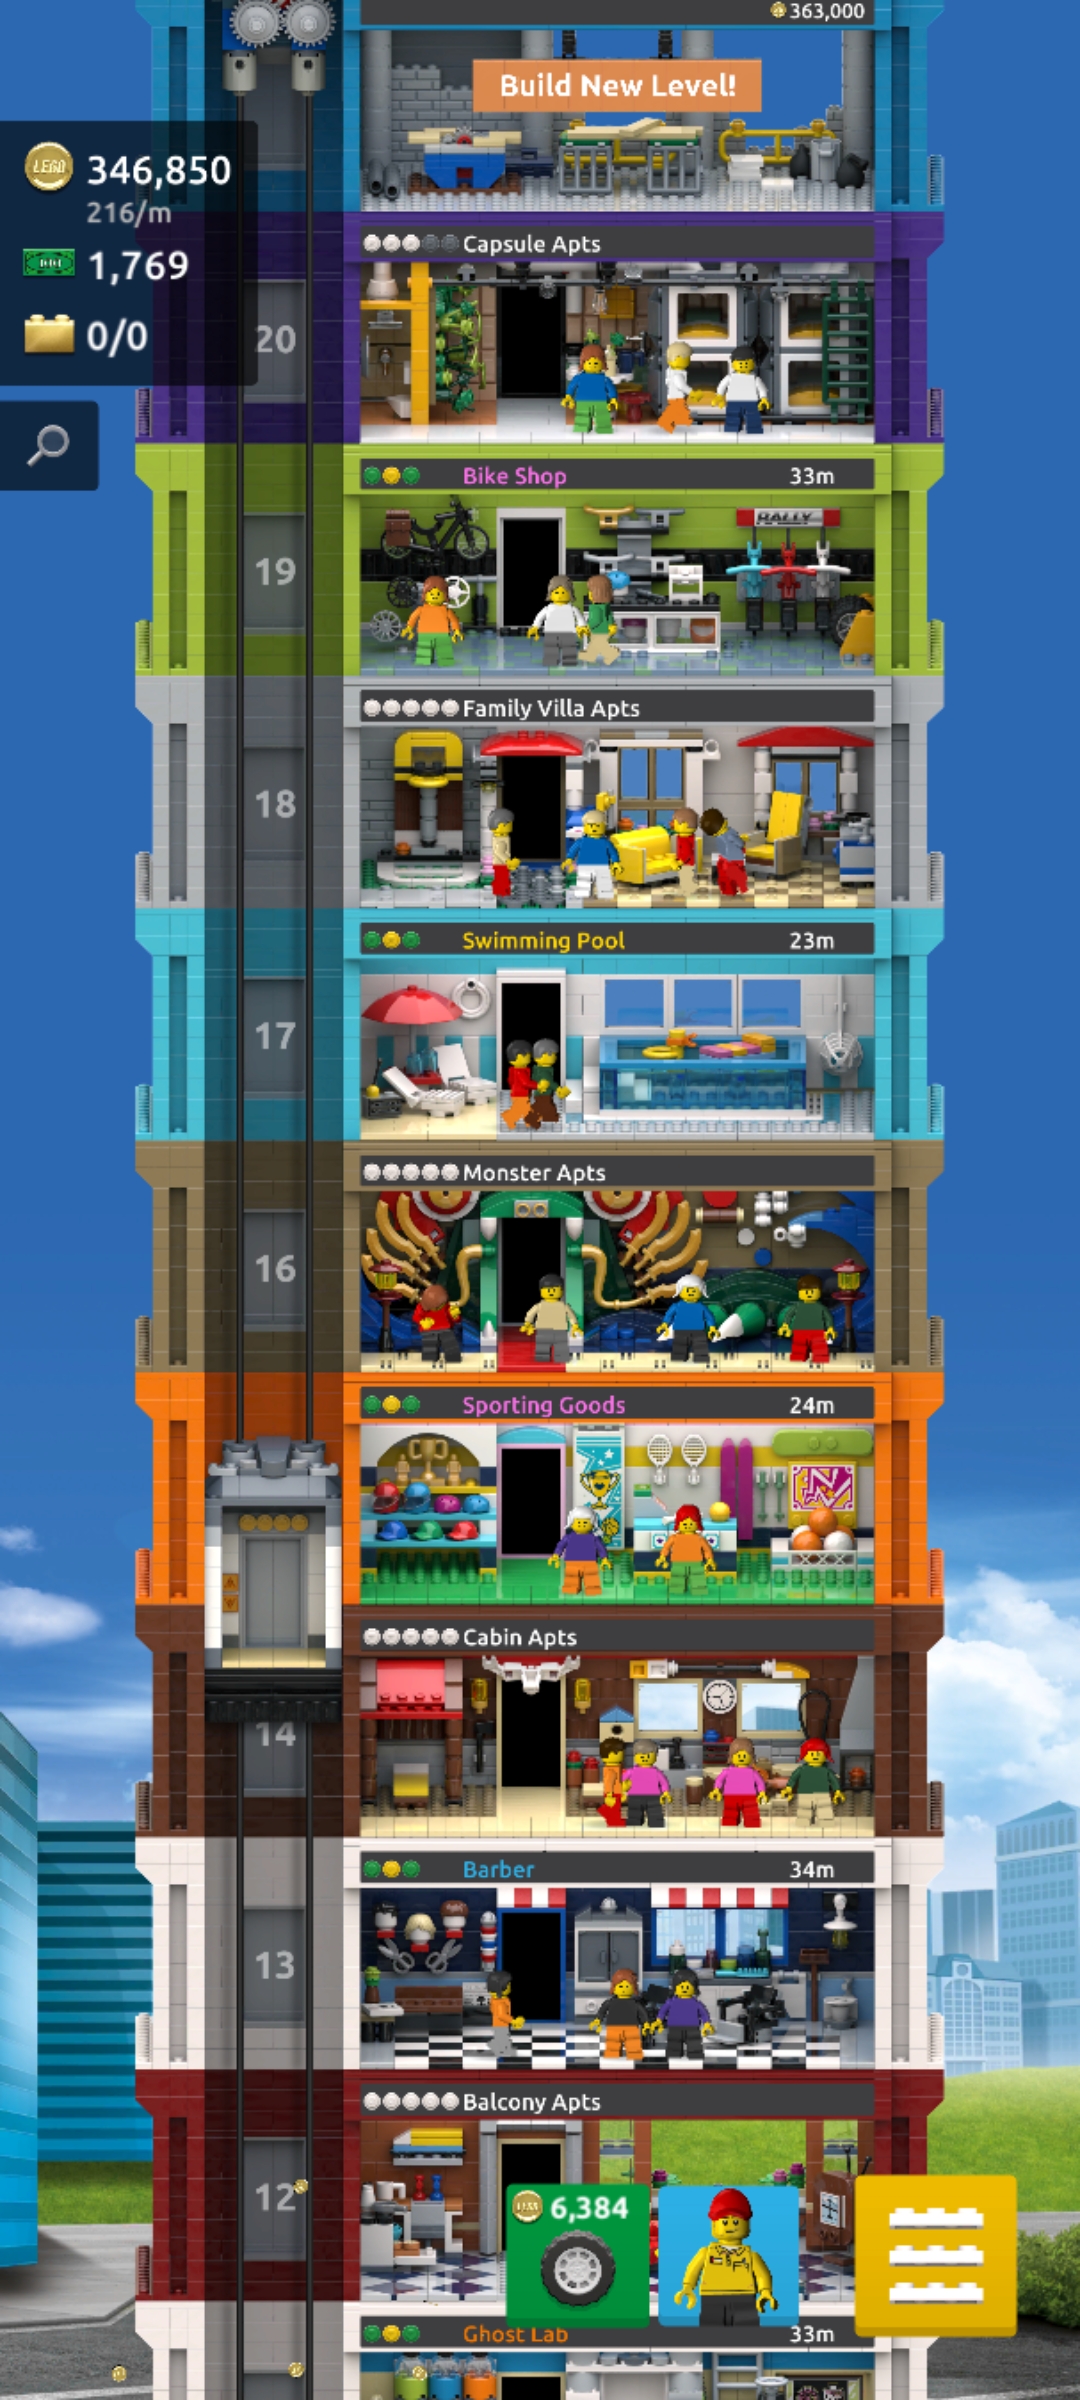 363,000
Build New Level!
LEGO
346,850
216/m
1,769
0/0
Capsule Apts
20
Bike Shop
33m
RALLY
19
Family Villa Apts
18
Swimming Pool
23m
17
Monster Apts
16
Sporting Goods
24m
Cabin Apts
14
Barber
34m
13
Balcony Apts
12
6,384
Ghost Lab
33m